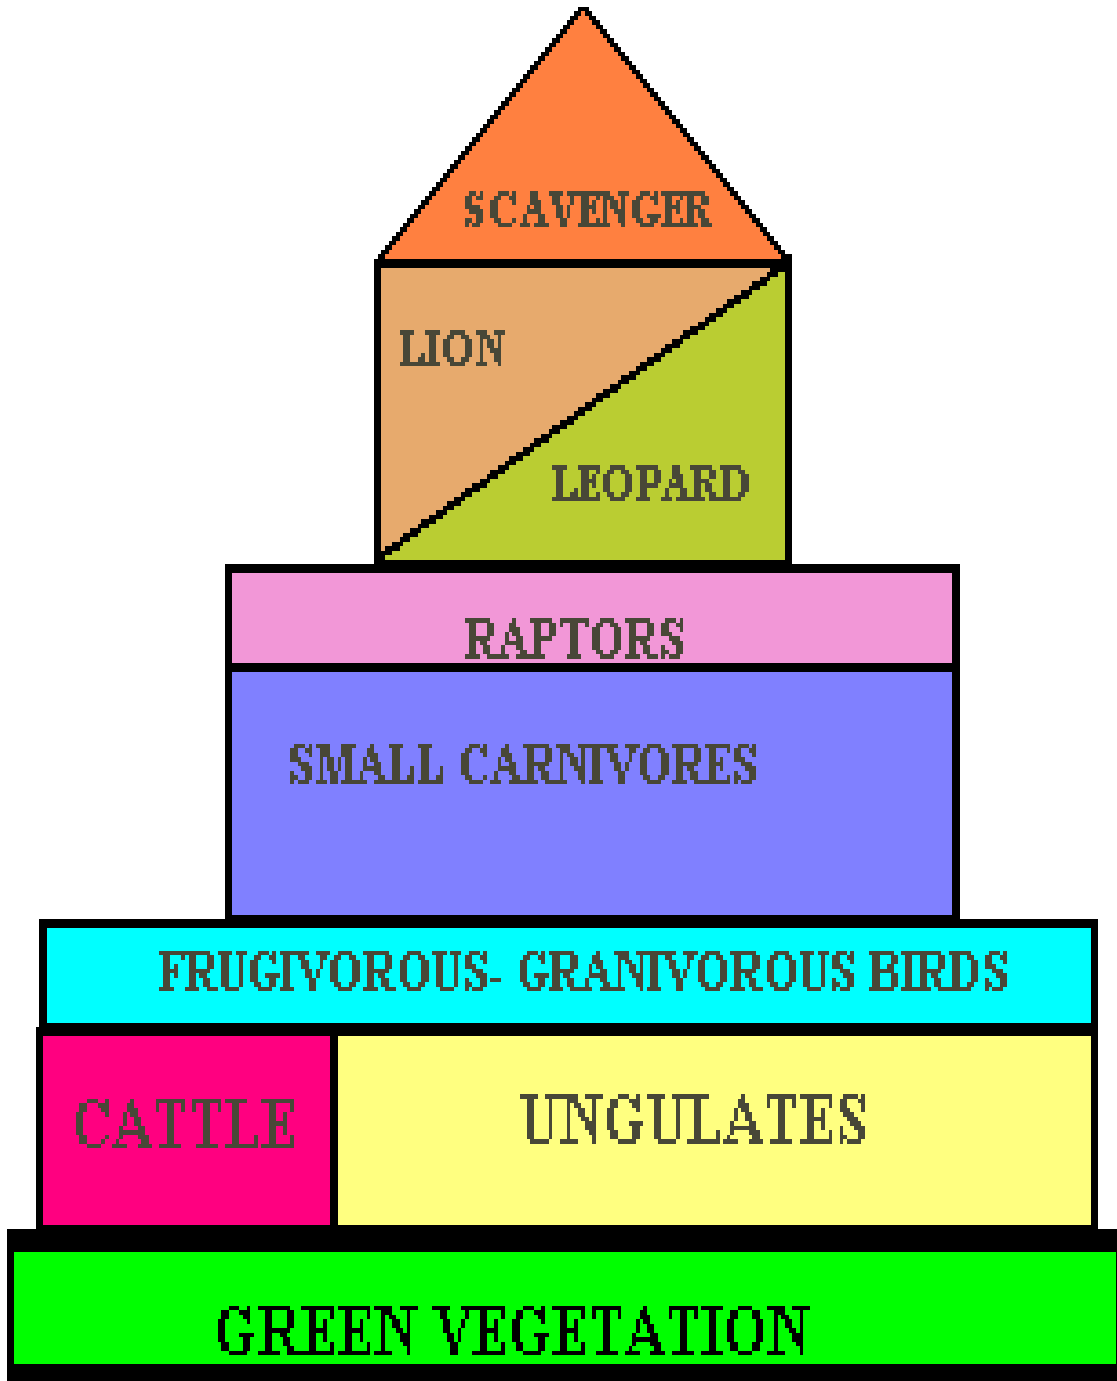 SCAVENGER
LION
LEOPARD
RAPTORS
SMALL CARNIVORES
FRUGIVOROUS- GRANIVOROUS BIRDS
CATTLE
UNGULATES
GREEN VEGETATION